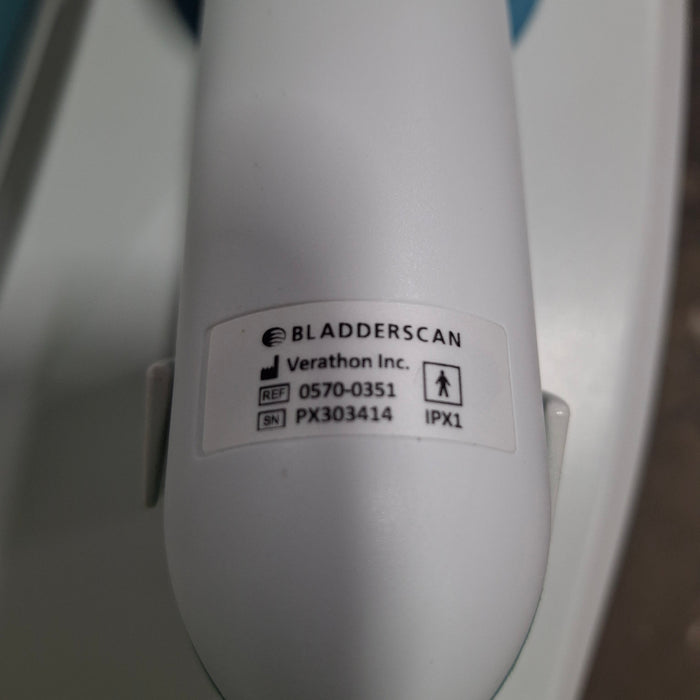 BLADDERSCAN
Verathon Inc.
REF 0570-0351
SN PX303414 IPX1